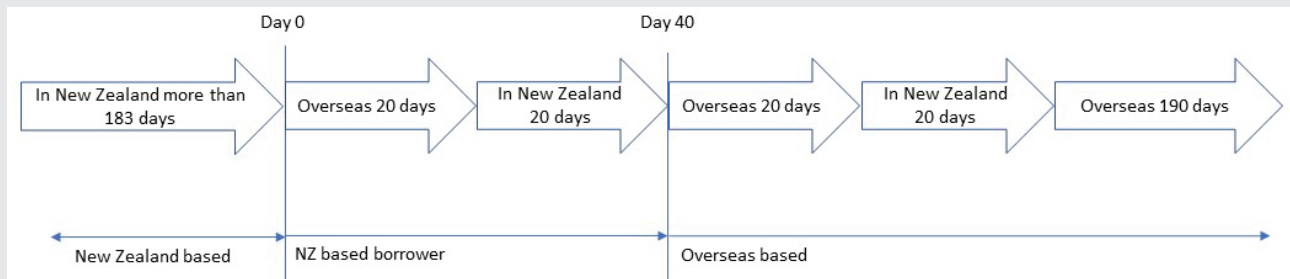 Day 0
Day 40
In New Zealand more than
183 days
Overseas 20 days
In New Zealand
20 days
Overseas 20 days
In New Zealand
20 days
Overseas 190 days
New Zealand based
NZ based borrower
Overseas based